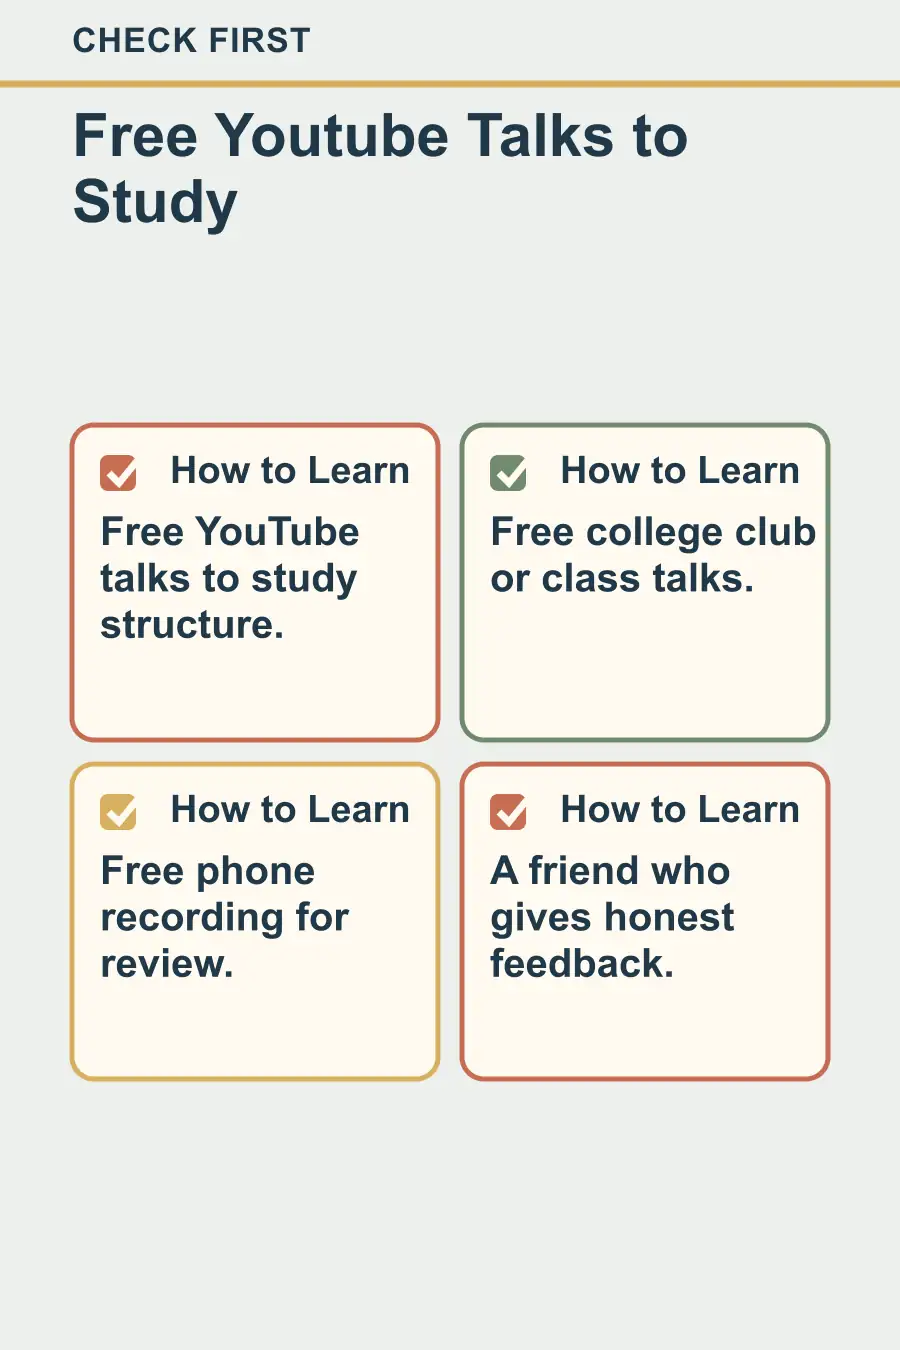 CHECK FIRST
Free Youtube Talks to
Study
How to Learn
Free YouTube
talks to study
structure.
How to Learn
Free college club
or class talks.
How to Learn
Free phone
recording for
review.
How to Learn
A friend who
gives honest
feedback.